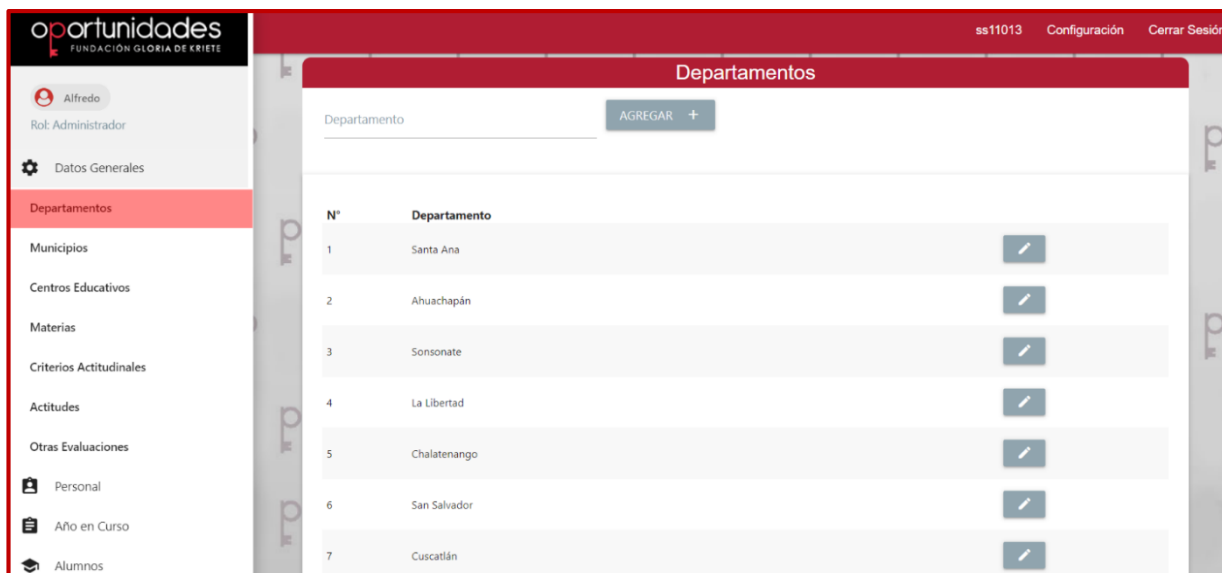 oportunidades
FUNDACIÓN GLORIA DE KRIETE
ss11013 Configuración Cerrar Sesión
Alfredo
Rol: Administrador
Datos Generales
Departamentos
Municipios
Centros Educativos
Materias
Criterios Actitudinales
Actitudes
Otras Evaluaciones
Personal
Año en Curso
Alumnos
Departamentos
Departamento AGREGAR +
N° Departamento
1 Santa Ana
2 Ahuachapán
3 Sonsonate
4 La Libertad
5 Chalatenango
6 San Salvador
7 Cuscatlán